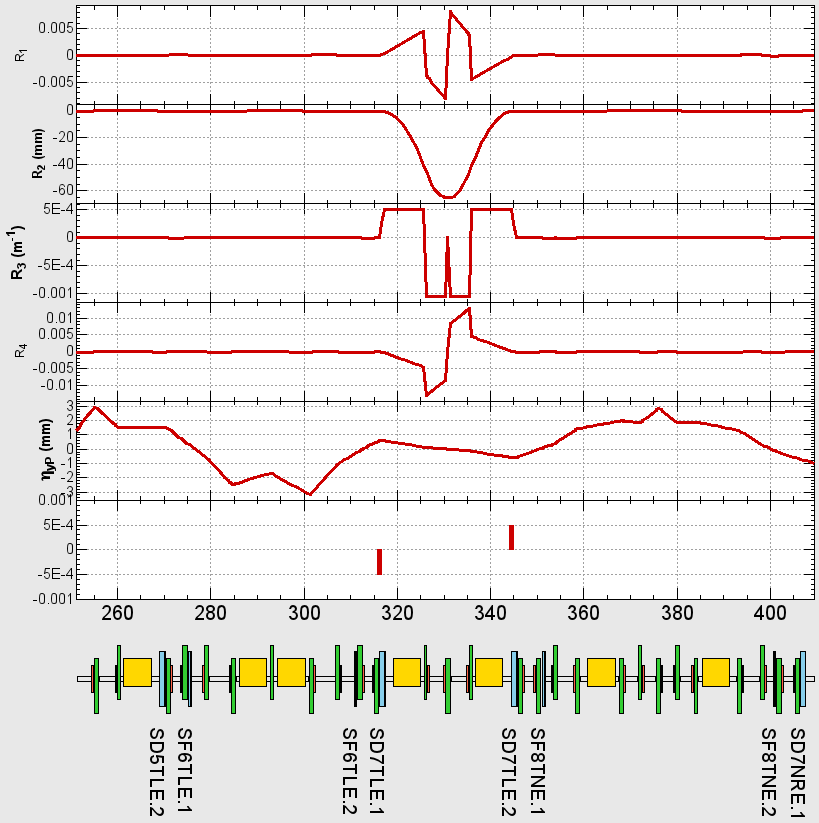 0.005
0
-0.005
R1
0
-20
-40
-60
R2 (mm)
5E-4
0
-5E-4
-0.001
R3 (m-1)
0.01
0.005
0
-0.005
-0.01
R4
3
2
1
0
-1
-2
-3
ηyP (mm)
0.001
5E-4
0
-5E-4
-0.001
260 280 300 320 340 360 380 400
SD5TLE.2
SF6TLE.1
SF6TLE.2
SD7TLE.1
SD7TLE.2
SF8TNE.1
SF8TNE.2
SD7NRE.1